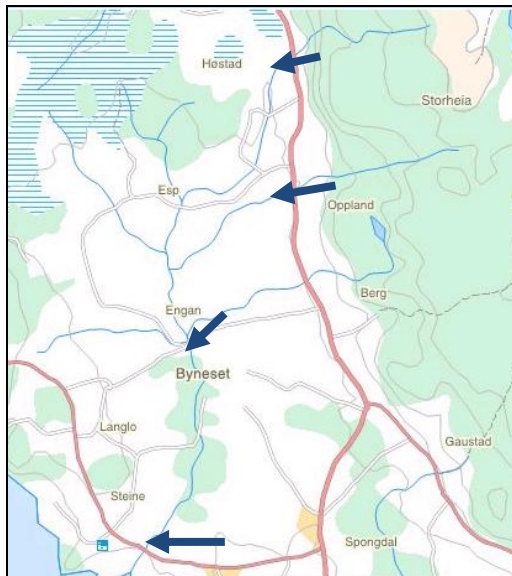 Høstad
Storheia
Esp
Oppland
Berg
Engan
Byneset
Langlo
Gaustad
Steine
Spongdal